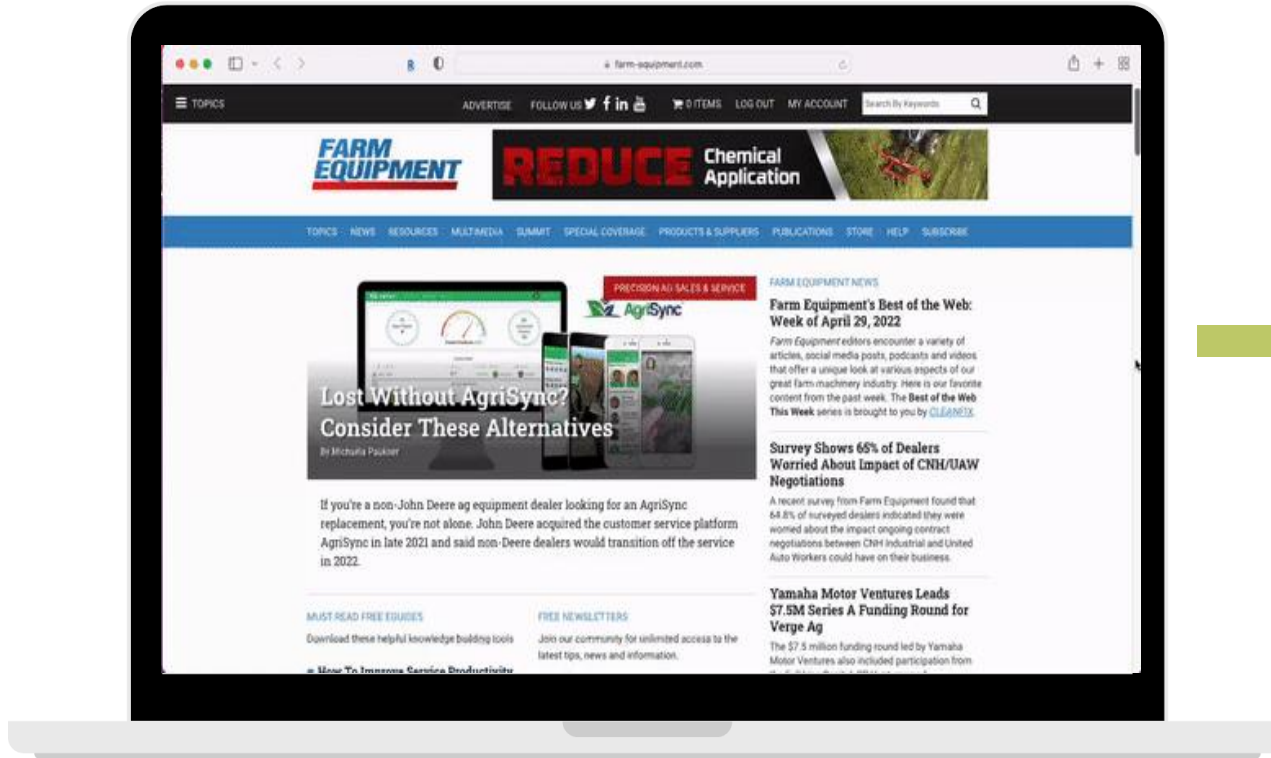 farm-equipment.com
TOPICS
ADVERTISE FOLLOW US 0 ITEMS LOG OUT MY ACCOUNT Search By Keywords
FARM
EQUIPMENT
REDUCE Chemical
Application
TOPICS NEWS RESOURCES MULTIMEDIA SUMMIT SPECIAL COVERAGE PRODUCTS & SUPPLIERS PUBLICATIONS STORE HELP SUBSCRIBE
PRECISION AG SALES & SERVICE
AgriSync
Lost Without AgriSync?
Consider These Alternatives
By Michaela Paukner
If you're a non-John Deere ag equipment dealer looking for an AgriSync
replacement, you're not alone. John Deere acquired the customer service platform
AgriSync in late 2021 and said non-Deere dealers would transition off the service
in 2022.
MUST READ FREE EGUIDES
Download these helpful knowledge building tools
How To Improve Service Productivity
FREE NEWSLETTERS
Join our community for unlimited access to the
latest tips, news and information.
FARM EQUIPMENT NEWS
Farm Equipment's Best of the Web:
Week of April 29, 2022
Farm Equipment editors encounter a variety of
articles, social media posts, podcasts and videos
that offer a unique look at various aspects of our
great farm machinery industry. Here is our favorite
content from the past week. The Best of the Web
This Week series is brought to you by CLEANFIX.
Survey Shows 65% of Dealers
Worried About Impact of CNH/UAW
Negotiations
A recent survey from Farm Equipment found that
64.8% of surveyed dealers indicated they were
worried about the impact ongoing contract
negotiations between CNH Industrial and United
Auto Workers could have on their business.
Yamaha Motor Ventures Leads
$7.5M Series A Funding Round for
Verge Ag
The $7.5 million funding round led by Yamaha
Motor Ventures also included participation from